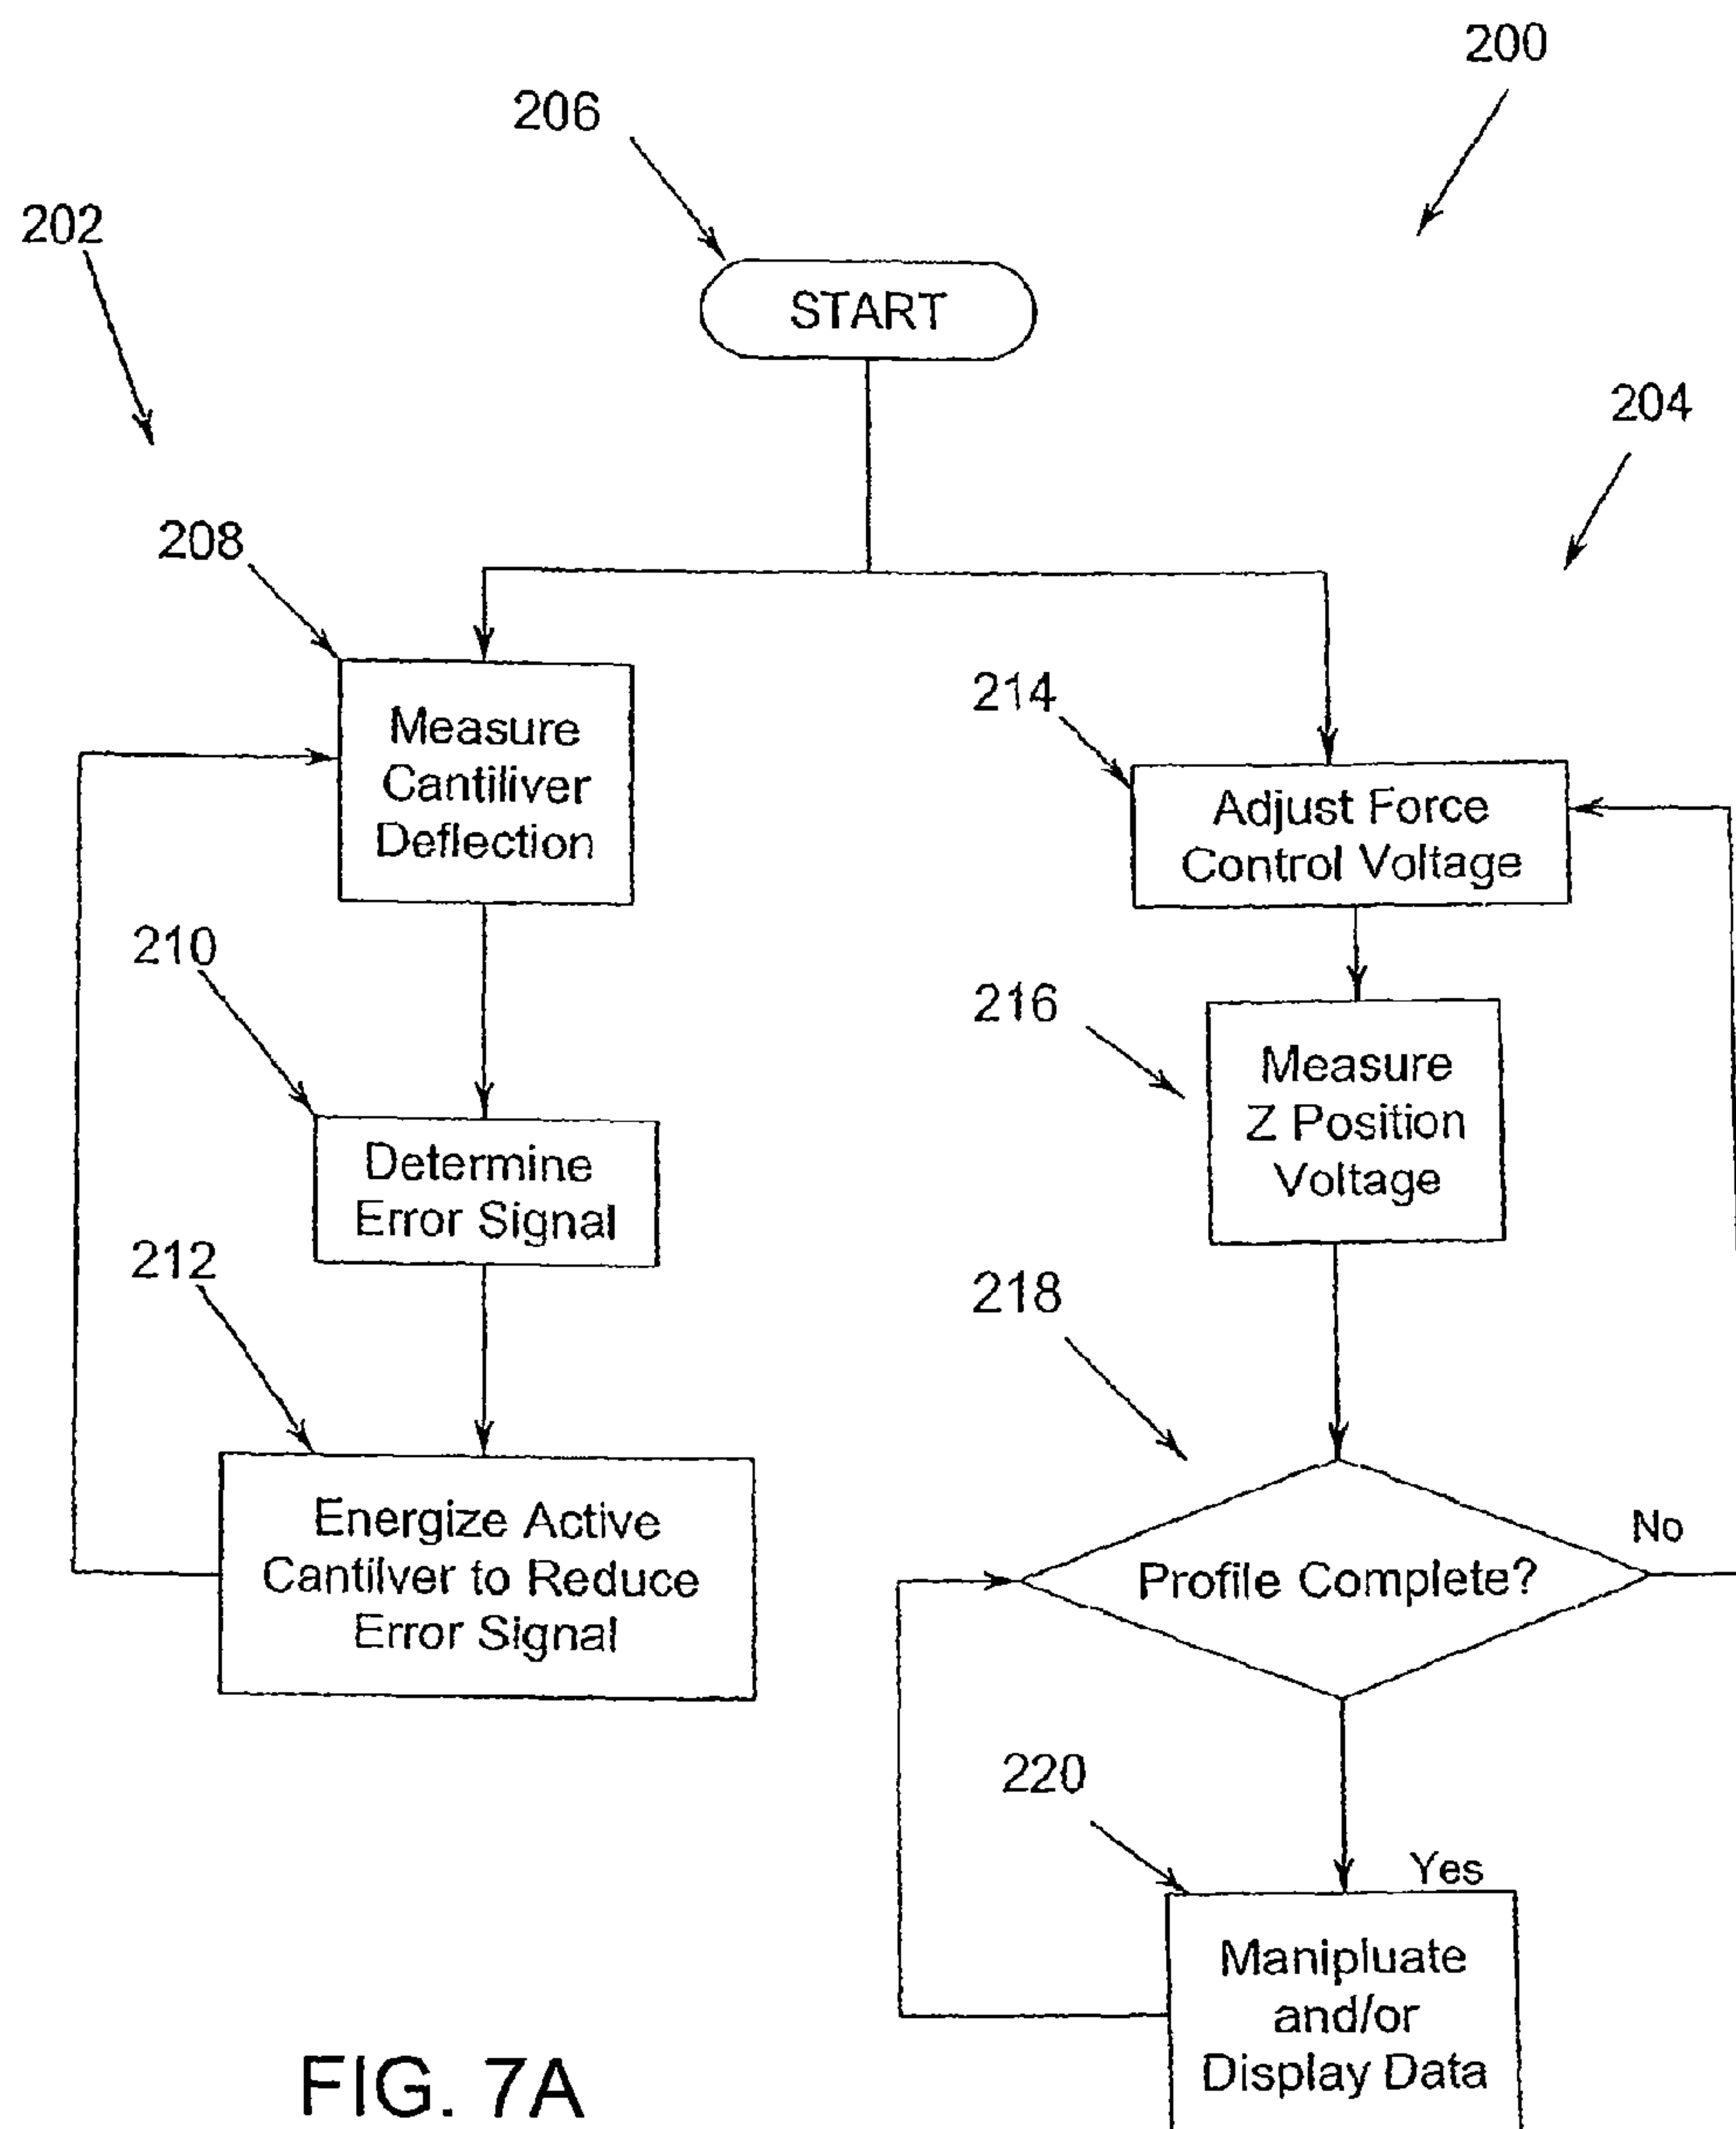 200
206
202
START
204
208
Measure
Cantiliver
Deflection
214
Adjust Force
Control Voltage
210
Determine
Error Signal
216
Measure
Z Position
Voltage
212
Energize Active
Cantilver to Reduce
Error Signal
218
Profile Complete?
No
220
Yes
Manipluate
and/or
Display Data
FIG. 7A